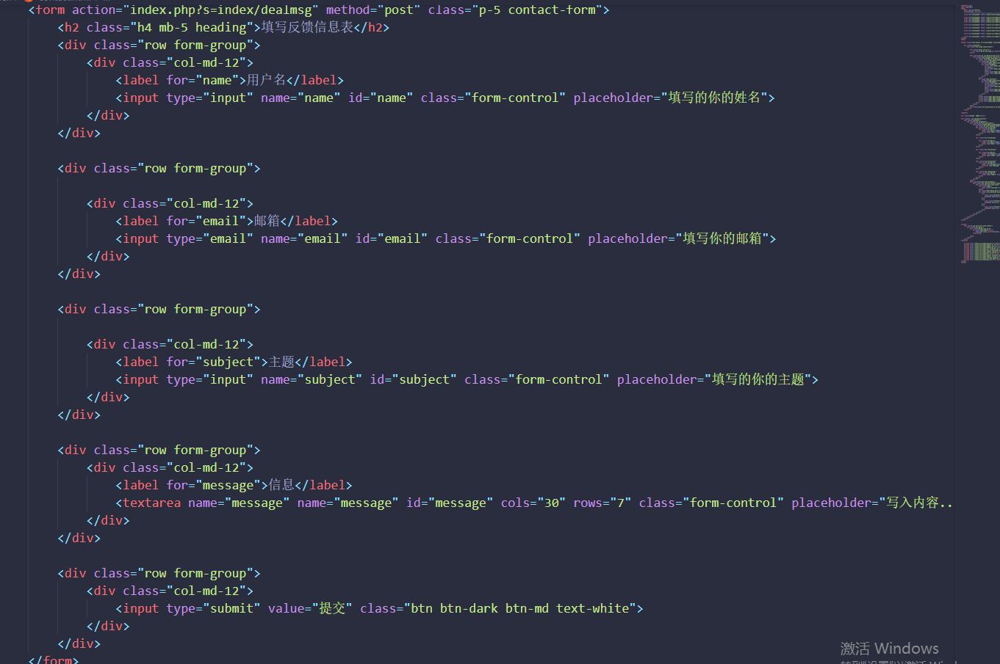 <form action="index.php?s=index/dealmsg" method="post" class="p-5 contact-form">
<h2 class="h4 mb-5 heading">填写反馈信息表</h2>
<div class="row form-group">
<div class="col-md-12">
<label for="name">用户名</label>
<input type="input" name="name" id="name" class="form-control" placeholder="填写的你的姓名">
</div>
</div>
<div class="row form-group">
<div class="col-md-12">
<label for="email">邮箱</label>
<input type="email" name="email" id="email" class="form-control" placeholder="填写你的邮箱">
</div>
</div>
<div class="row form-group">
<div class="col-md-12">
<label for="subject">主题</label>
<input type="input" name="subject" id="subject" class="form-control" placeholder="填写的你的主题">
</div>
</div>
<div class="row form-group">
<div class="col-md-12">
<label for="message">信息</label>
<textarea name="message" name="message" id="message" cols="30" rows="7" class="form-control" placeholder="写入内容..
</div>
</div>
<div class="row form-group">
<div class="col-md-12">
<input type="submit" value="提交" class="btn btn-dark btn-md text-white">
</div>
</div>
</form>
激活 Windows